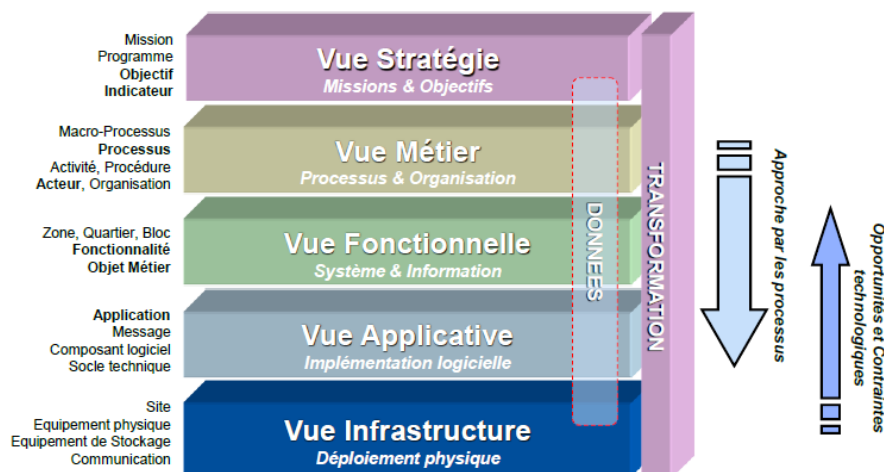 Mission
Programme
Objectif
Indicateur
Vue Stratégie
Missions & Objectifs
Macro-Processus
Processus
Activité, Procédure
Acteur, Organisation
Vue Métier
Processus & Organisation
Zone, Quartier, Bloc
Fonctionnalité
Objet Métier
Vue Fonctionnelle
Système & Information
Application
Message
Composant logiciel
Socle technique
Vue Applicative
Implémentation logicielle
Site
Equipement physique
Equipement de Stockage
Communication
Vue Infrastructure
Déploiement physique
DONNEES
TRANSFORMATION
Approche par les processus
Opportunités et Contraintes
technologiques